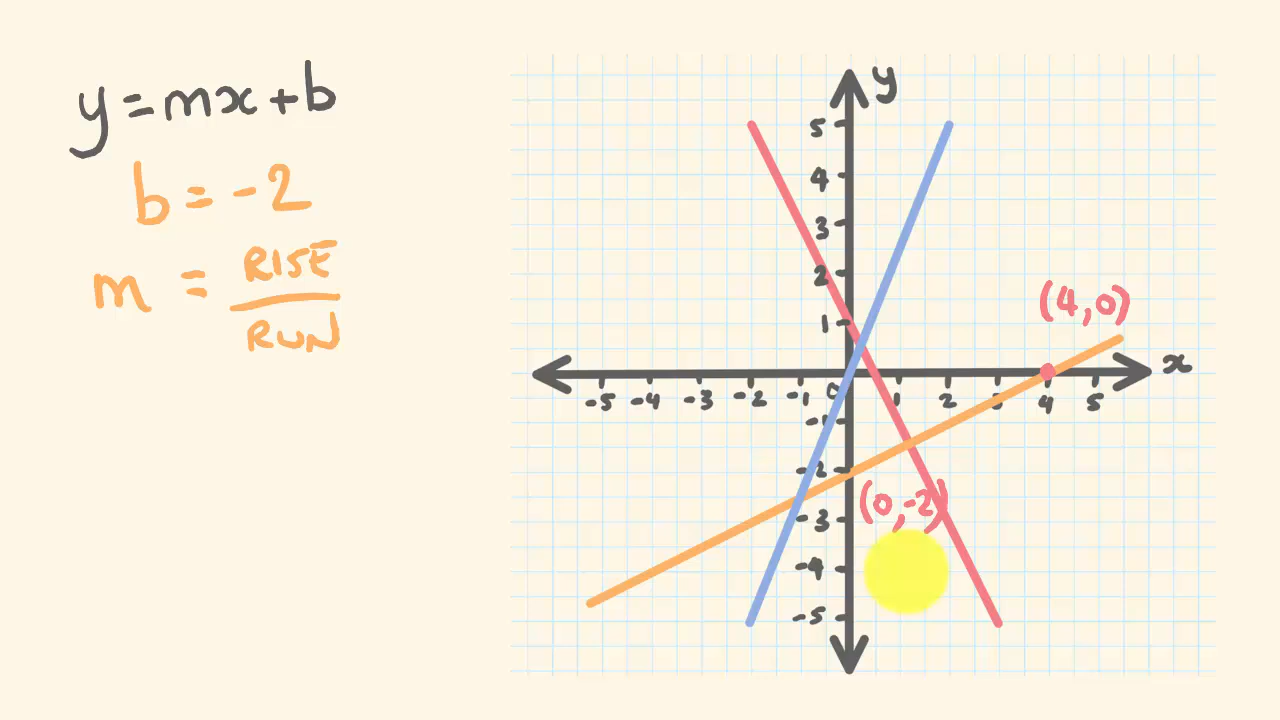 y = mx + b
b = -2
m = RISE
RUN
y
5
4
3
2
1
(4,0)
x
-5 -4 -3 -2 -1 0 1 2 3 4 5
-1
-2
(0,-2)
-3
-4
-5